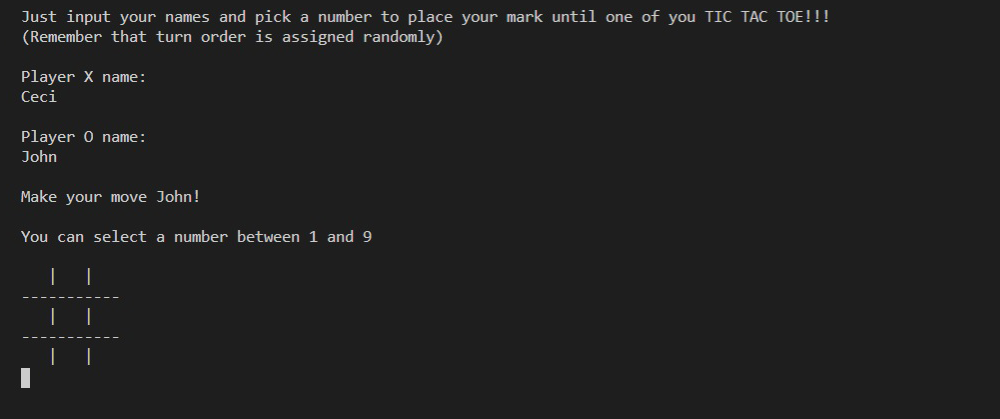 Just input your names and pick a number to place your mark until one of you TIC TAC TOE!!!
(Remember that turn order is assigned randomly)
Player X name:
Ceci
Player O name:
John
Make your move John!
You can select a number between 1 and 9
   |   |
-----------
   |   |
-----------
   |   |